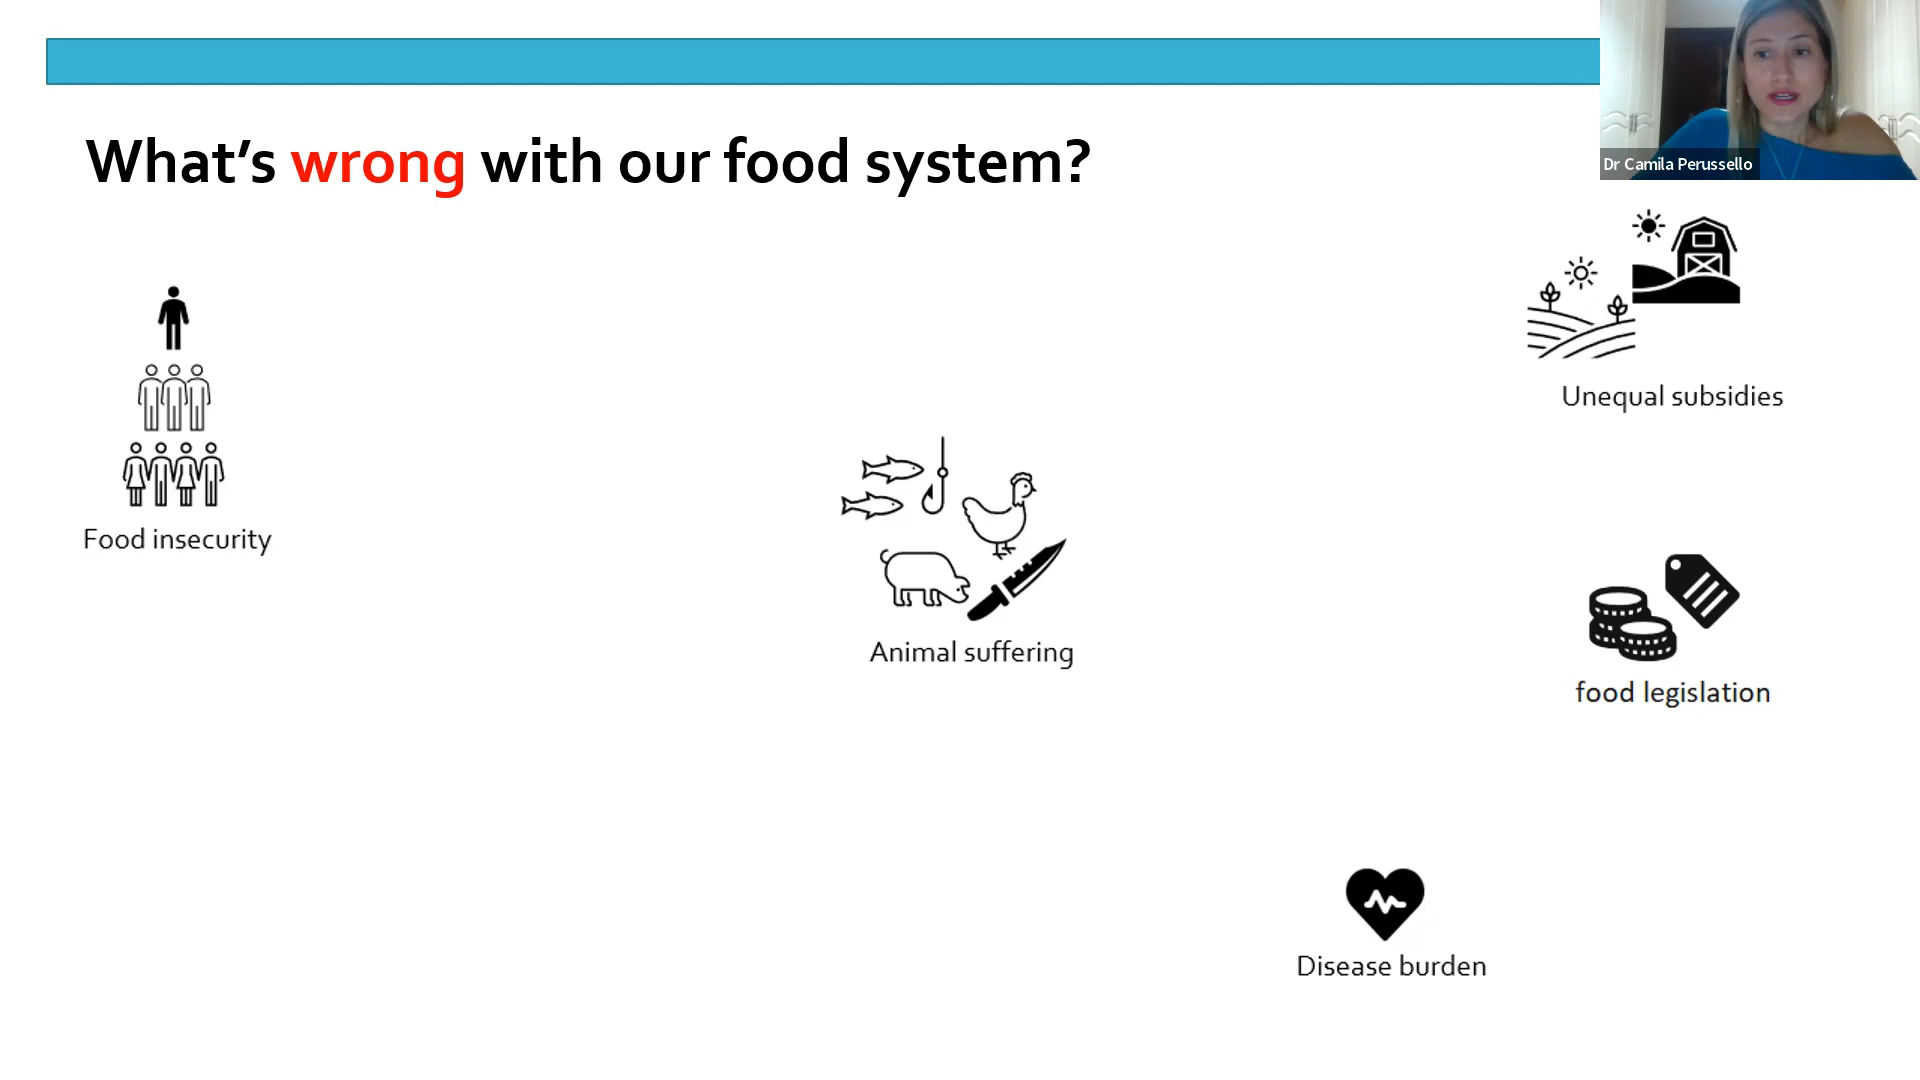 Dr Camila Perussello
What's wrong with our food system?
Unequal subsidies
Food insecurity
Animal suffering
food legislation
Disease burden